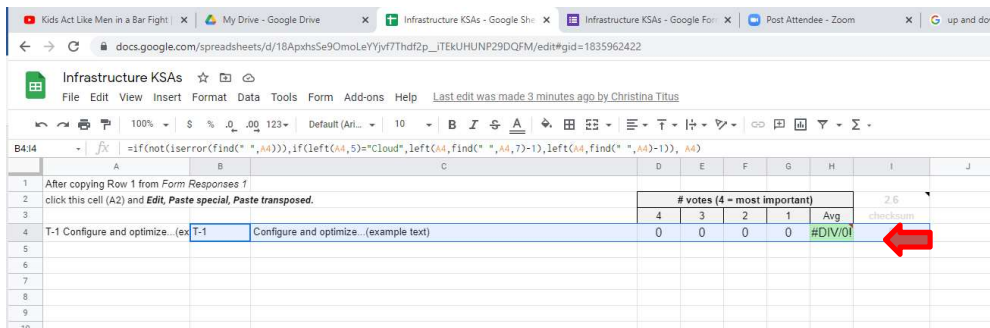 Kids Act Like Men in a Bar Fight | × My Drive - Google Drive × Infrastructure KSAs - Google She × Infrastructure KSAs - Google For × Post Attendee - Zoom × G up and do
docs.google.com/spreadsheets/d/18ApxhsSe9OmoLeYYjvf7Thdf2p__iTEkUHUNP29DQFM/edit#gid=1835962422
Infrastructure KSAs
File Edit View Insert Format Data Tools Form Add-ons Help Last edit was made 3 minutes ago by Christina Titus
100% $ % .0 .00 123 Default (Ari... 10 B I S A
B4:I4 fx =if(not(iserror(find(" ",A4))),if(left(A4,5)="Cloud",left(A4,find(" ",A4,7)-1),left(A4,find(" ",A4)-1)), A4)
A B C D E F G H I J
1 After copying Row 1 from Form Responses 1
2 click this cell (A2) and Edit, Paste special, Paste transposed. # votes (4 = most important) 2.6
3 4 3 2 1 Avg checksum
4 T-1 Configure and optimize...(ex T-1 Configure and optimize...(example text) 0 0 0 0 #DIV/0!
5
6
7
8
9
10